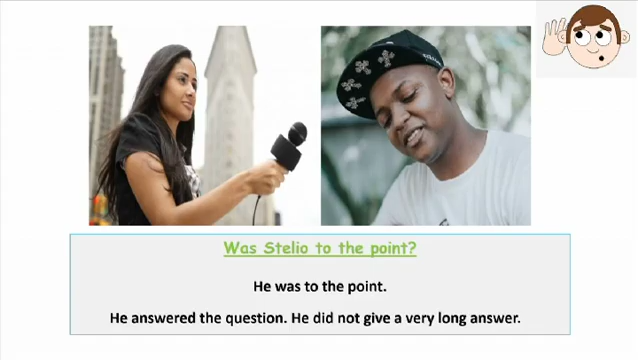 Was Stelio to the point?
He was to the point.
He answered the question. He did not give a very long answer.